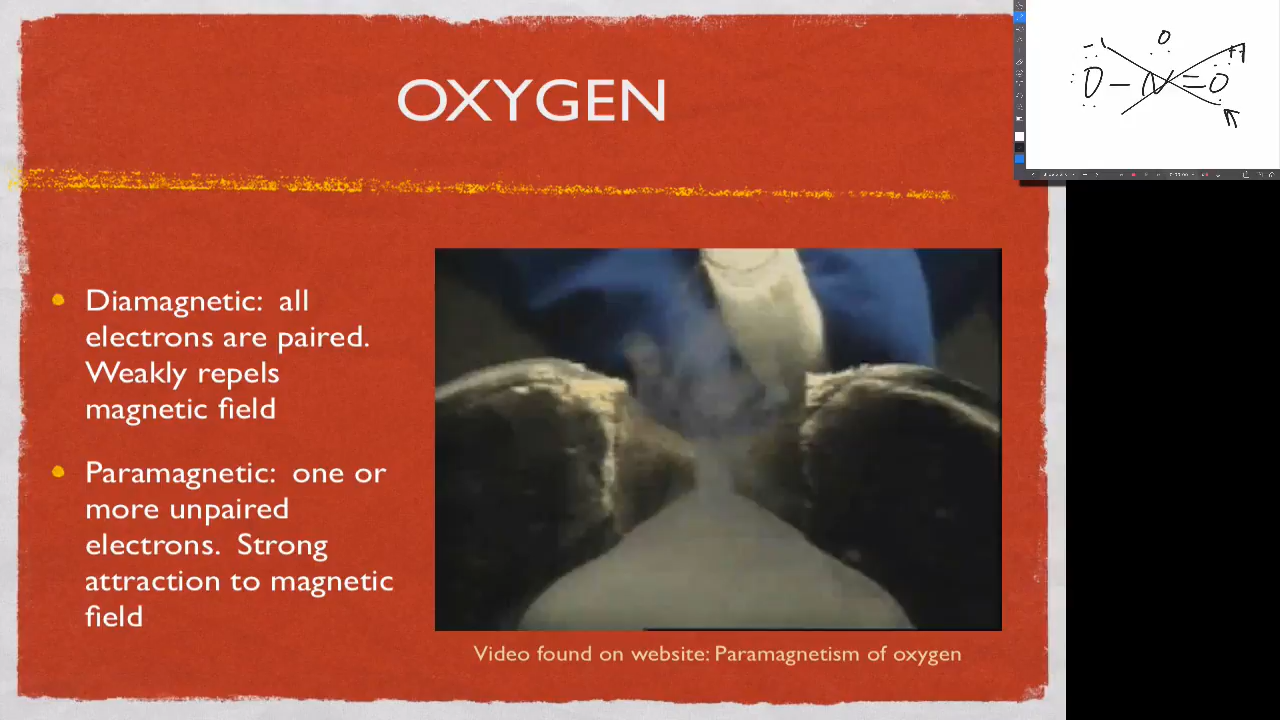 OXYGEN
Diamagnetic: all
electrons are paired.
Weakly repels
magnetic field
Paramagnetic: one or
more unpaired
electrons. Strong
attraction to magnetic
field
Video found on website: Paramagnetism of oxygen
O
O - N = O